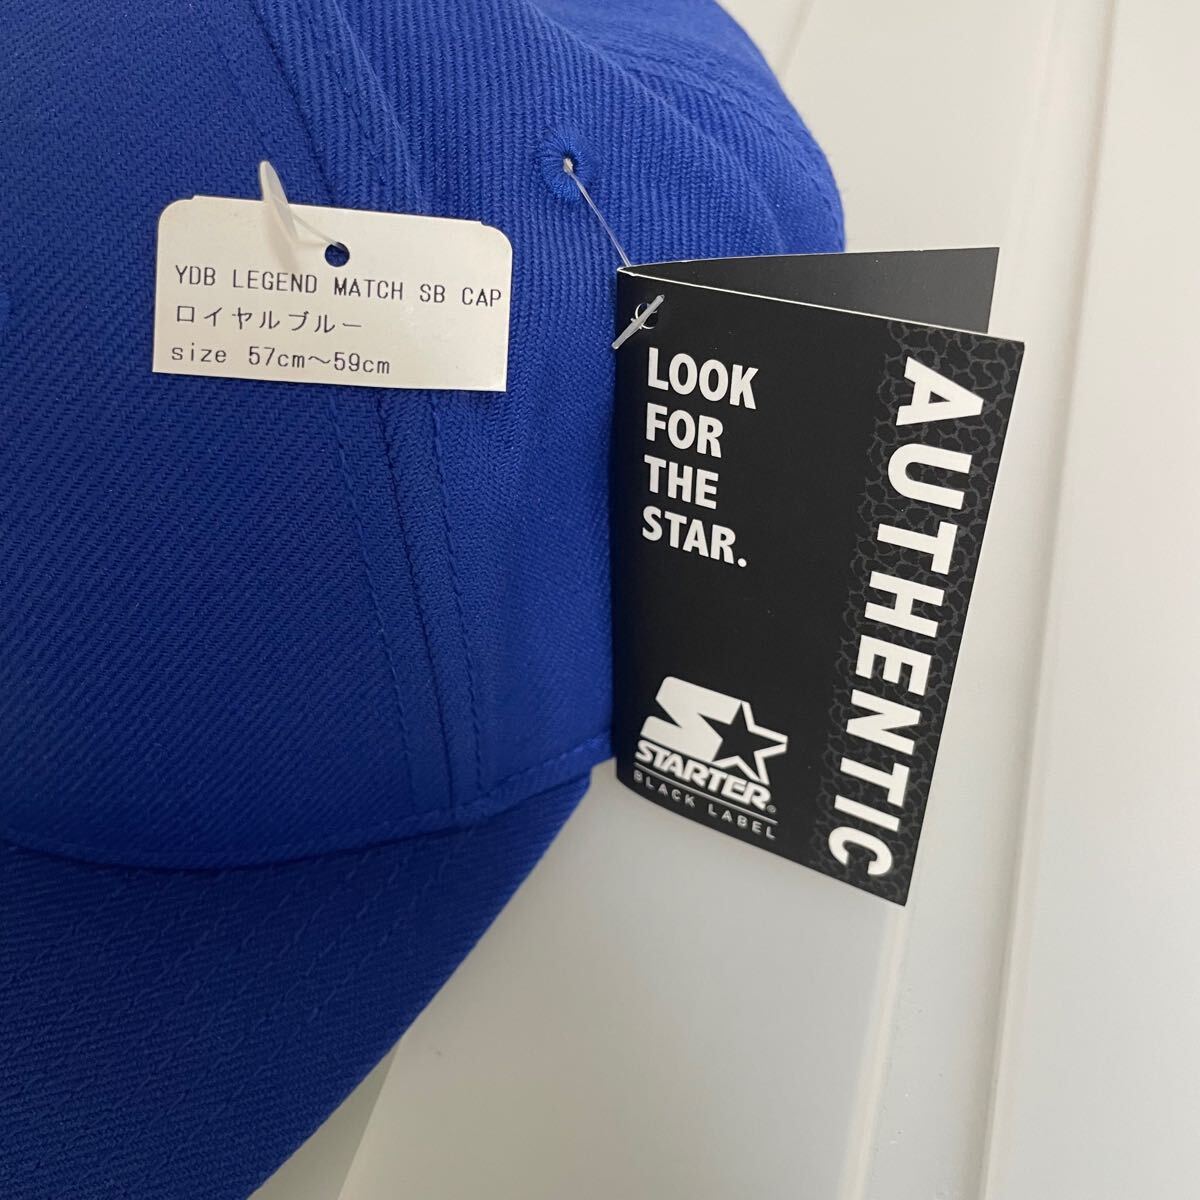 YDB LEGEND MATCH SB CAP
ロイヤルブルー
size 57cm～59cm
LOOK
FOR
THE
STAR.
AUTHENTIC
STARTER®
BLACK LABEL